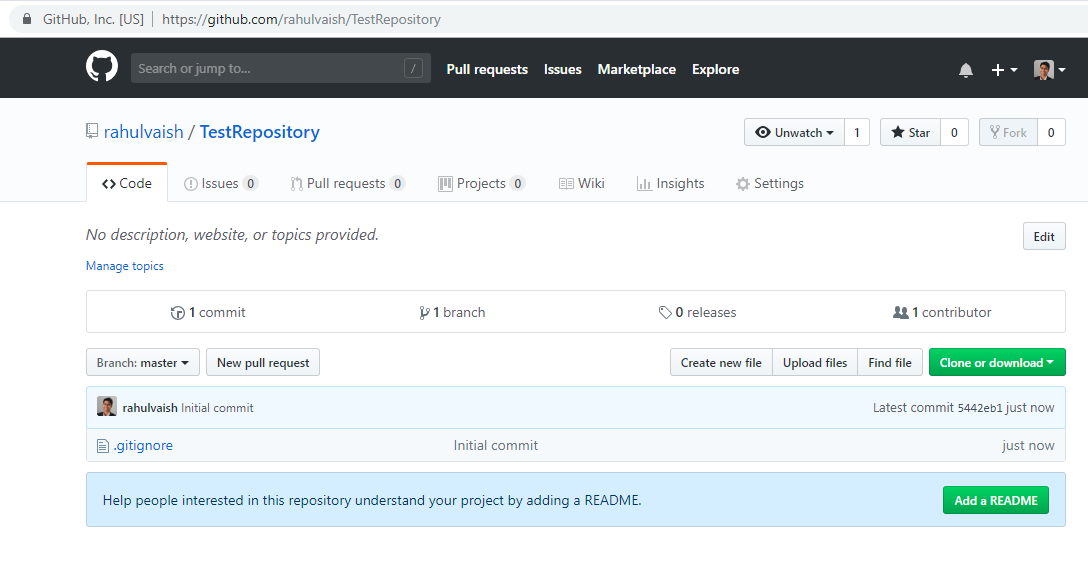 GitHub, Inc. [US] | https://github.com/rahulvaish/TestRepository
Search or jump to... / Pull requests Issues Marketplace Explore
rahulvaish / TestRepository Unwatch 1 Star 0 Fork 0
Code Issues 0 Pull requests 0 Projects 0 Wiki Insights Settings
No description, website, or topics provided. Edit
Manage topics
1 commit 1 branch 0 releases 1 contributor
Branch: master New pull request Create new file Upload files Find file Clone or download
rahulvaish Initial commit Latest commit 5442eb1 just now
.gitignore Initial commit just now
Help people interested in this repository understand your project by adding a README. Add a README